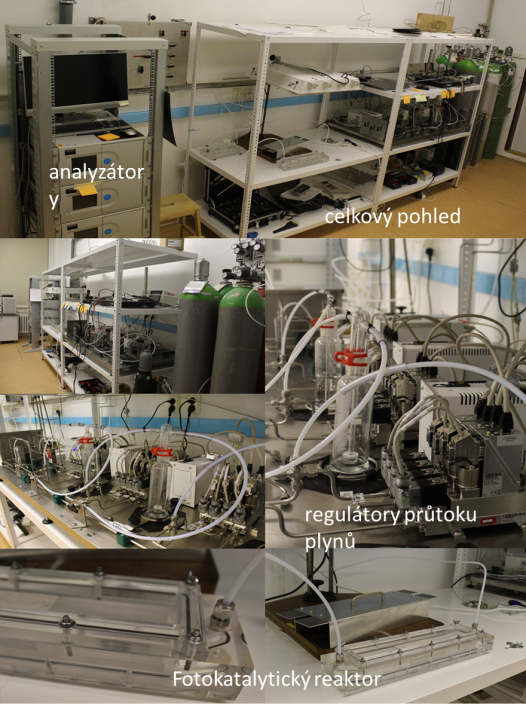 analyzátor
y
celkový pohled
regulátory průtoku
plynů
Fotokatalytický reaktor